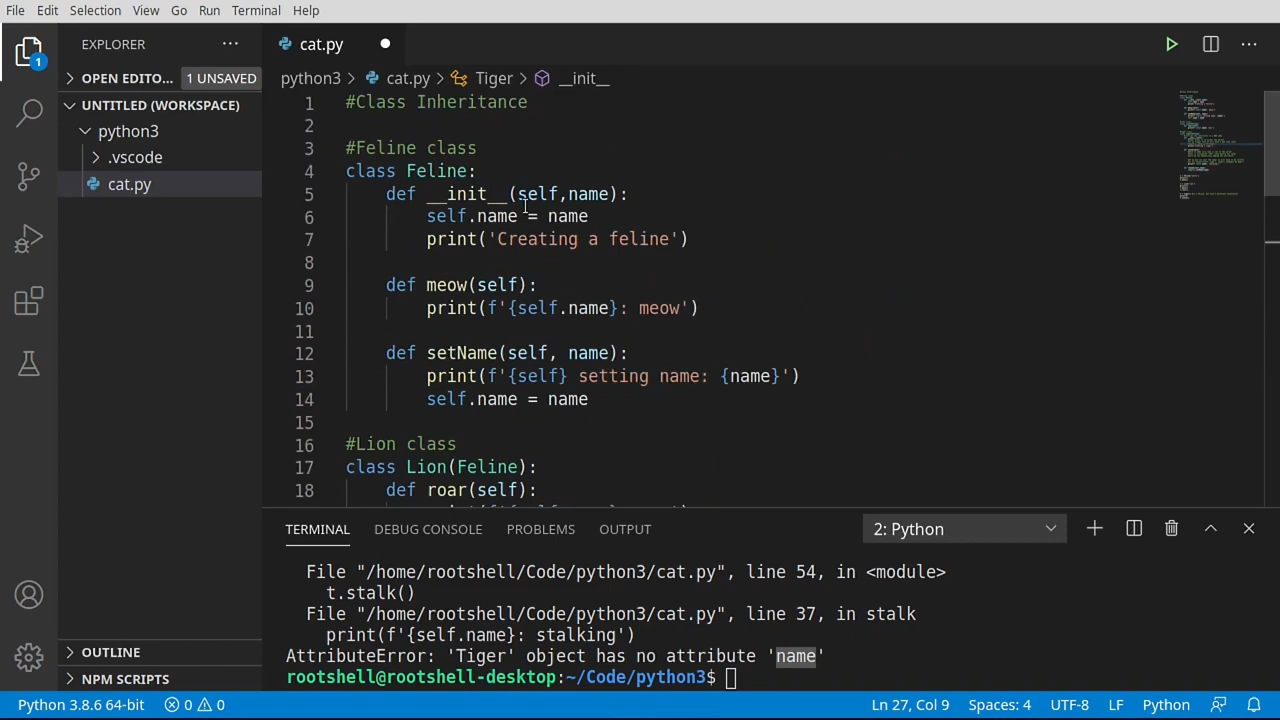 File Edit Selection View Go Run Terminal Help
EXPLORER
cat.py
1
OPEN EDITO... 1 UNSAVED
python3 > cat.py > Tiger > __init__
UNTITLED (WORKSPACE)
python3
.vscode
cat.py
1 #Class Inheritance
2
3 #Feline class
4 class Feline:
5 def __init__(self,name):
6 self.name = name
7 print('Creating a feline')
8
9 def meow(self):
10 print(f'{self.name}: meow')
11
12 def setName(self, name):
13 print(f'{self} setting name: {name}')
14 self.name = name
15
16 #Lion class
17 class Lion(Feline):
18 def roar(self):
TERMINAL DEBUG CONSOLE PROBLEMS OUTPUT 2: Python
File "/home/rootshell/Code/python3/cat.py", line 54, in <module>
t.stalk()
File "/home/rootshell/Code/python3/cat.py", line 37, in stalk
print(f'{self.name}: stalking')
AttributeError: 'Tiger' object has no attribute 'name'
rootshell@rootshell-desktop:~/Code/python3$
OUTLINE
NPM SCRIPTS
Python 3.8.6 64-bit 0 0 Ln 27, Col 9 Spaces: 4 UTF-8 LF Python